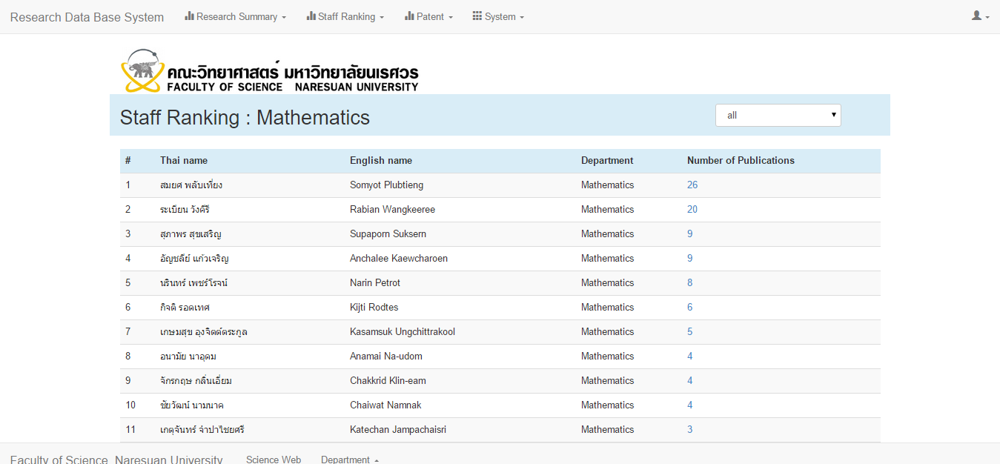 Research Data Base System Research Summary Staff Ranking Patent System
คณะวิทยาศาสตร์ มหาวิทยาลัยนเรศวร
FACULTY OF SCIENCE NARESUAN UNIVERSITY
Staff Ranking : Mathematics all
# Thai name English name Department Number of Publications
1 สมยศ พลับเที่ยง Somyot Plubtieng Mathematics 26
2 ระเบียน วังคีรี Rabian Wangkeeree Mathematics 20
3 สุภาพร สุขเสริญ Supaporn Suksern Mathematics 9
4 อัญชลีย์ แก้วเจริญ Anchalee Kaewcharoen Mathematics 9
5 นรินทร์ เพชร์โรจน์ Narin Petrot Mathematics 8
6 กิจติ รอดเทศ Kijti Rodtes Mathematics 6
7 เกษมสุข อุงจิตต์ตระกูล Kasamsuk Ungchittrakool Mathematics 5
8 อนามัย นาอุดม Anamai Na-udom Mathematics 4
9 จักรกฤษ กลิ่นเอี่ยม Chakkrid Klin-eam Mathematics 4
10 ชัยวัฒน์ นามนาค Chaiwat Namnak Mathematics 4
11 เกตุจันทร์ จำปาไชยศรี Katechan Jampachaisri Mathematics 3
Faculty of Science Naresuan University Science Web Department